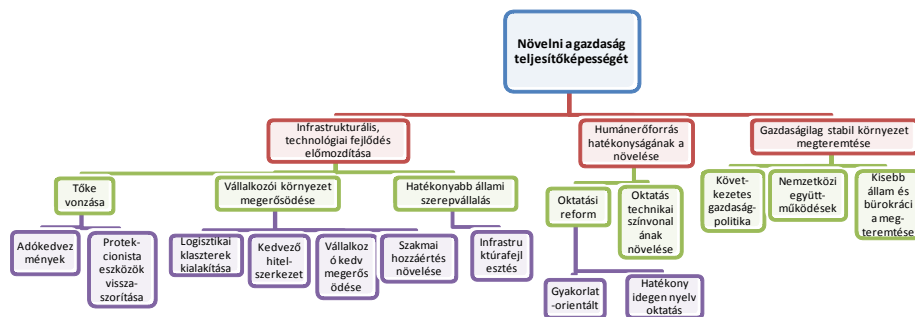 Növelni a gazdaság
teljesítőképességét
Infrastrukturális,
technológiai fejlődés
előmozdítása
Humánerőforrás
hatékonyságának a
növelése
Gazdaságilag stabil környezet
megteremtése
Tőke
vonzása
Vállalkozói környezet
megerősödése
Hatékonyabb állami
szerepvállalás
Oktatási
reform
Oktatás
technikai
színvonal
ának
növelése
Követ-
kezetes
gazdaság-
politika
Nemzetközi
együtt-
működések
Kisebb
állam és
bürokráci
a meg-
teremtése
Adókedvez
mények
Protek-
cionista
eszközök
vissza-
szorítása
Logisztikai
klaszterek
kialakítása
Kedvező
hitel-
szerkezet
Vállalkoz
ó kedv
megerős
ödése
Szakmai
hozzáértés
növelése
Infrastru
ktúrafejl
esztés
Gyakorlat
-orientált
Hatékony
idegen nyelv
oktatás